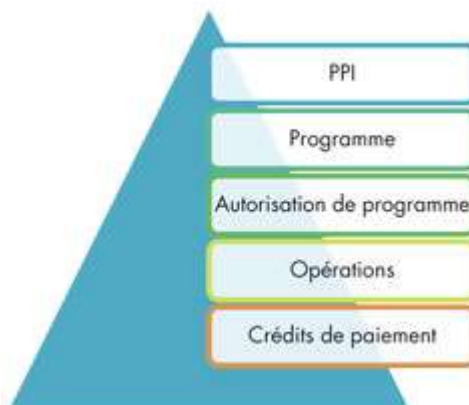 PPI
Programme
Autorisation de programme
Opérations
Crédits de paiement